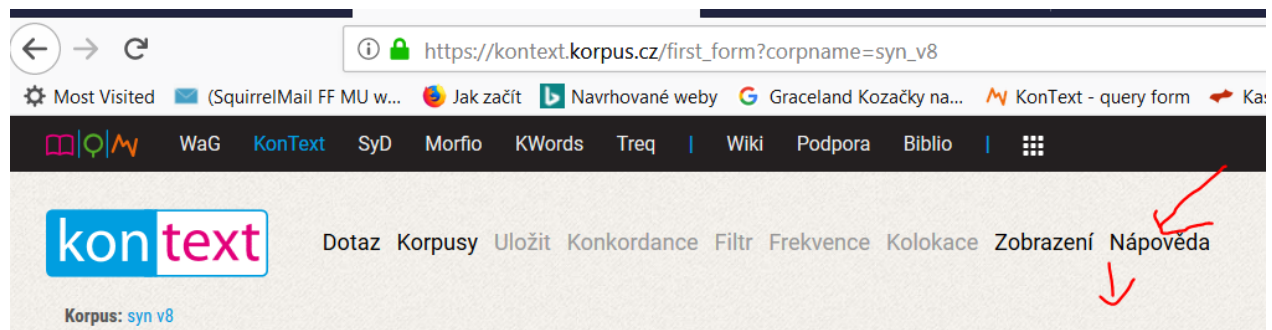 https://kontext.korpus.cz/first_form?corpname=syn_v8
Most Visited (SquirrelMail FF MU w... Jak začít Navrhované weby Graceland Kozačky na... KonText - query form Kas
WaG KonText SyD Morfio KWords Treq | Wiki Podpora Biblio |
kontext Dotaz Korpusy Uložit Konkordance Filtr Frekvence Kolokace Zobrazení Nápověda
Korpus: syn v8